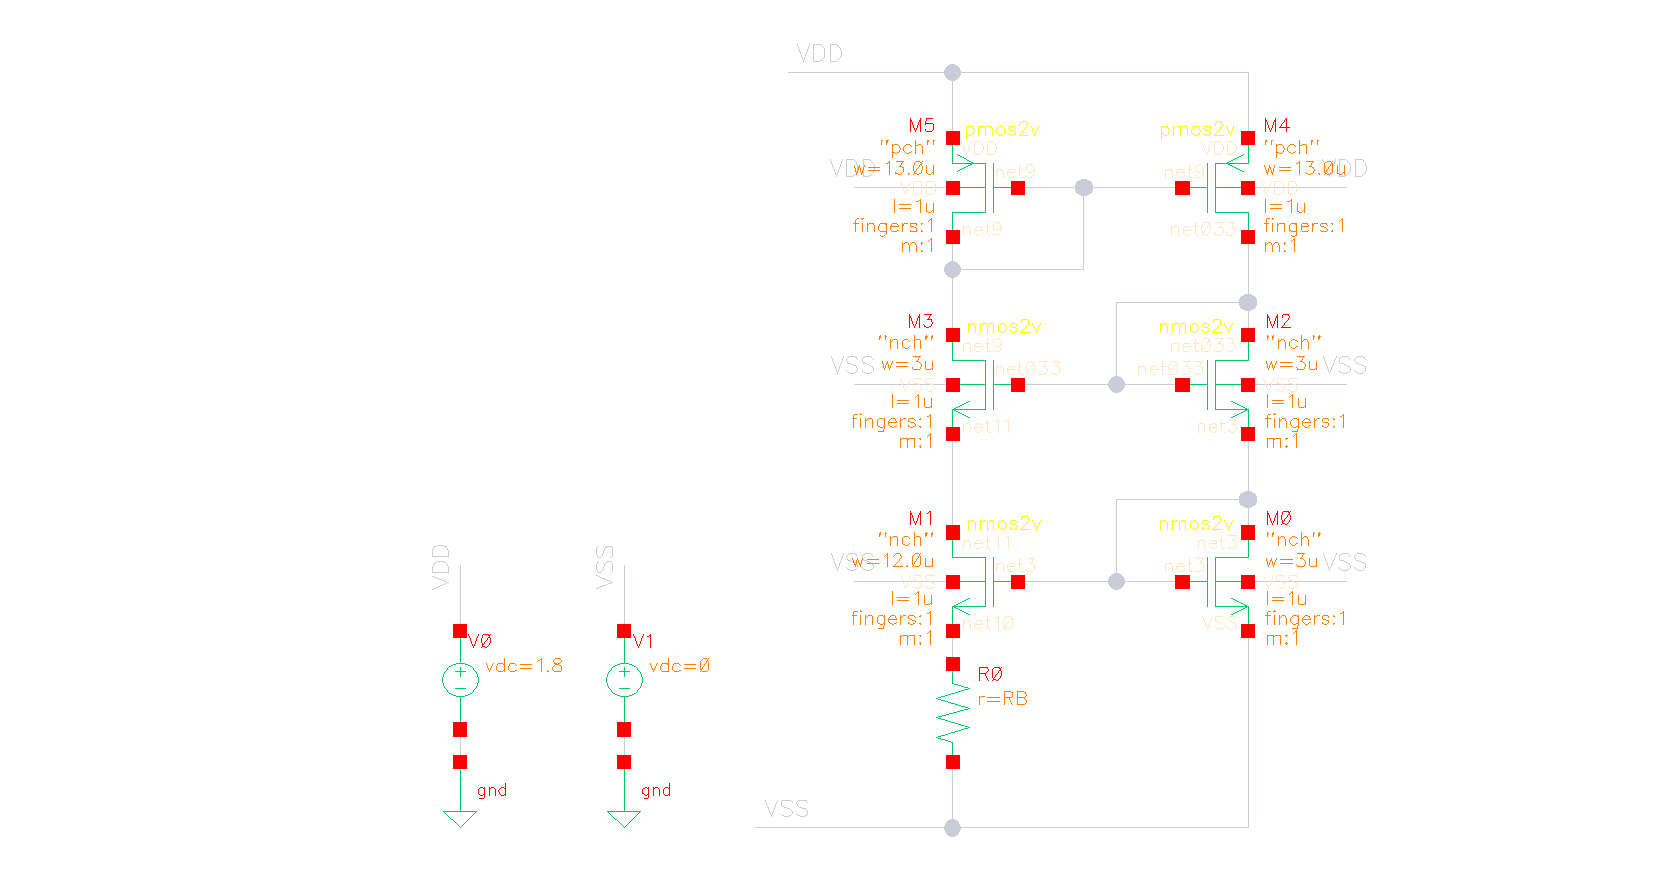 VDD
M5
pmos2v
"pch"
VDD
VDD
w=13.0u
net9
VDD
l=1u
fingers:1
net9
m:1
pmos2v
M4
VDD
"pch"
net9
w=13.0u
VDD
VDD
l=1u
net033
fingers:1
m:1
M3
nmos2v
"nch"
net9
VSS
w=3u
net033
VSS
l=1u
fingers:1
net11
m:1
nmos2v
M2
net033
"nch"
net033
w=3u
VSS
VSS
l=1u
fingers:1
net3
m:1
M1
nmos2v
"nch"
net11
VSS
w=12.0u
net3
VSS
l=1u
fingers:1
net10
m:1
nmos2v
M0
net3
"nch"
net3
w=3u
VSS
VSS
l=1u
fingers:1
VSS
m:1
R0
r=RB
VSS
VDD
V0
vdc=1.8
gnd
VSS
V1
vdc=0
gnd